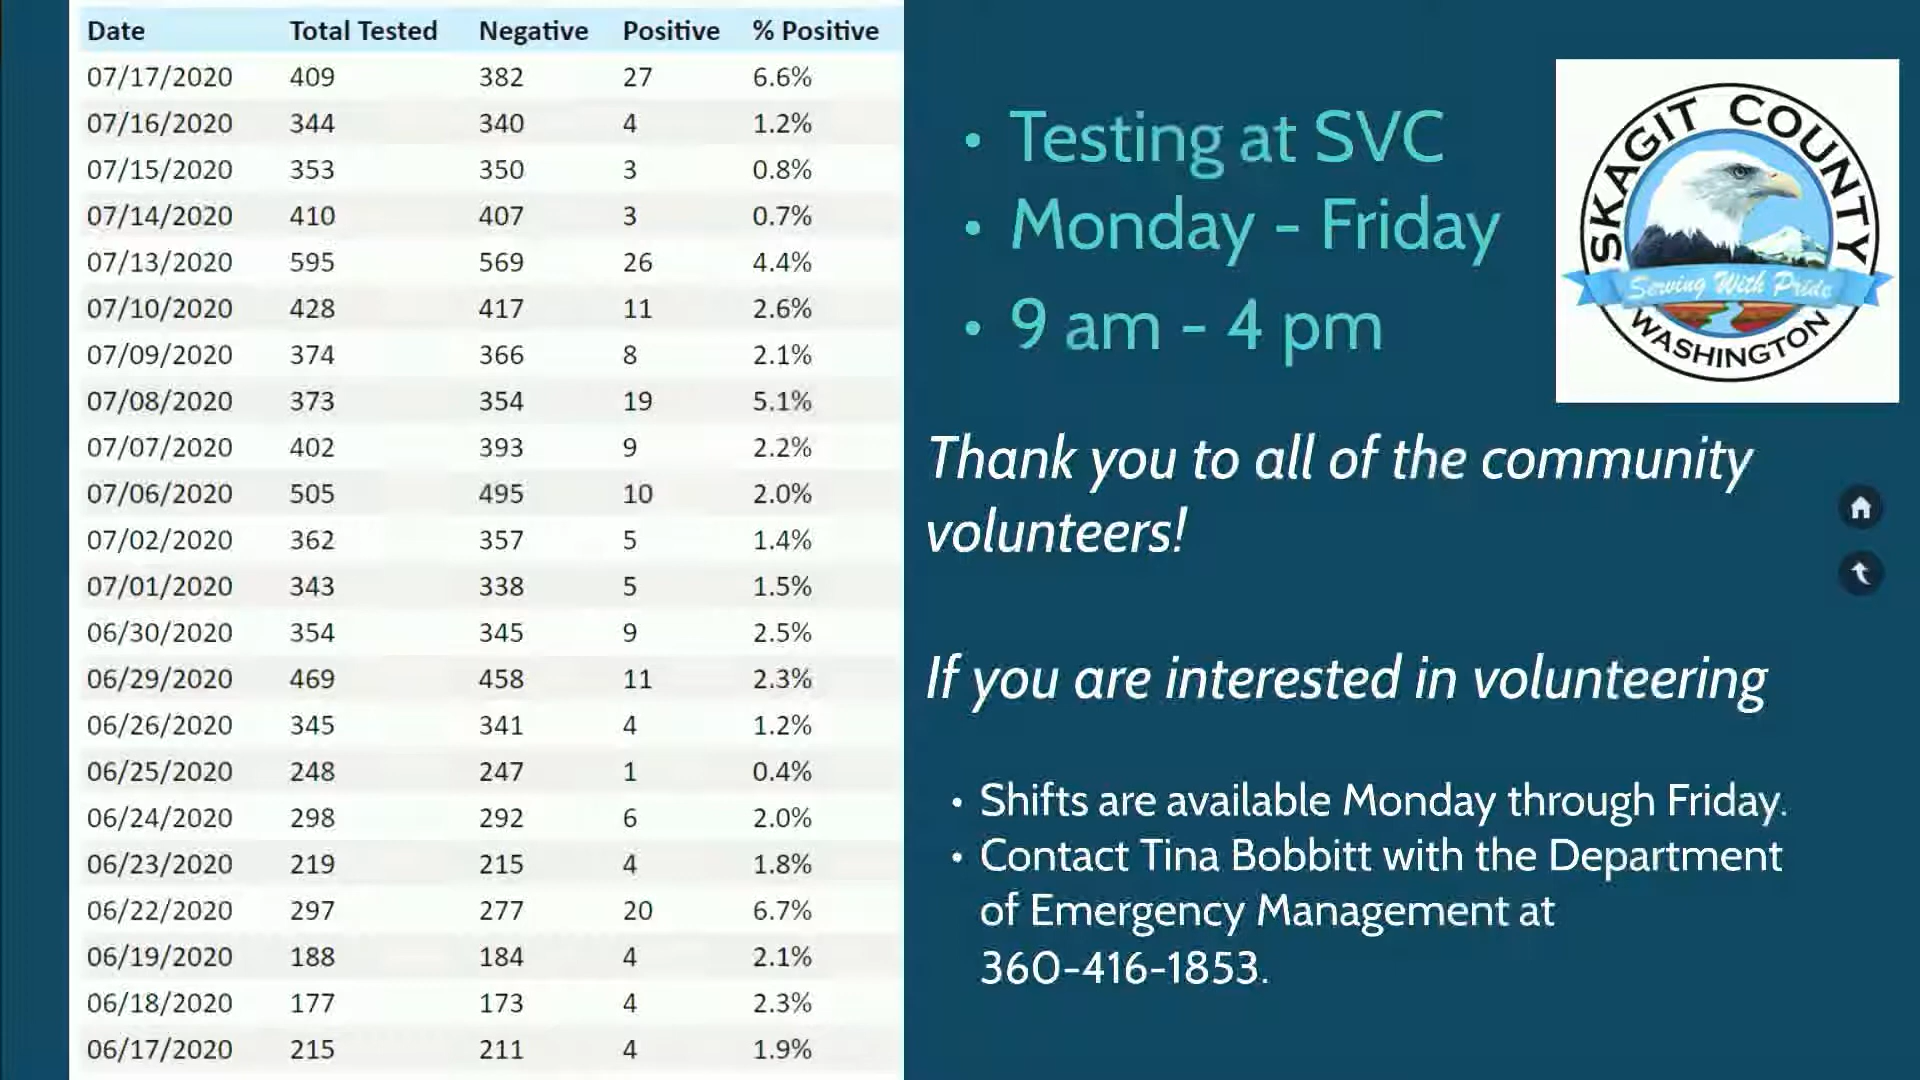 Date Total Tested Negative Positive % Positive
07/17/2020 409 382 27 6.6%
07/16/2020 344 340 4 1.2%
07/15/2020 353 350 3 0.8%
07/14/2020 410 407 3 0.7%
07/13/2020 595 569 26 4.4%
07/10/2020 428 417 11 2.6%
07/09/2020 374 366 8 2.1%
07/08/2020 373 354 19 5.1%
07/07/2020 402 393 9 2.2%
07/06/2020 505 495 10 2.0%
07/02/2020 362 357 5 1.4%
07/01/2020 343 338 5 1.5%
06/30/2020 354 345 9 2.5%
06/29/2020 469 458 11 2.3%
06/26/2020 345 341 4 1.2%
06/25/2020 248 247 1 0.4%
06/24/2020 298 292 6 2.0%
06/23/2020 219 215 4 1.8%
06/22/2020 297 277 20 6.7%
06/19/2020 188 184 4 2.1%
06/18/2020 177 173 4 2.3%
06/17/2020 215 211 4 1.9%
• Testing at SVC
• Monday - Friday
• 9 am - 4 pm
SKAGIT COUNTY
Serving With Pride
WASHINGTON
Thank you to all of the community
volunteers!
If you are interested in volunteering
• Shifts are available Monday through Friday.
• Contact Tina Bobbitt with the Department
of Emergency Management at
360-416-1853.